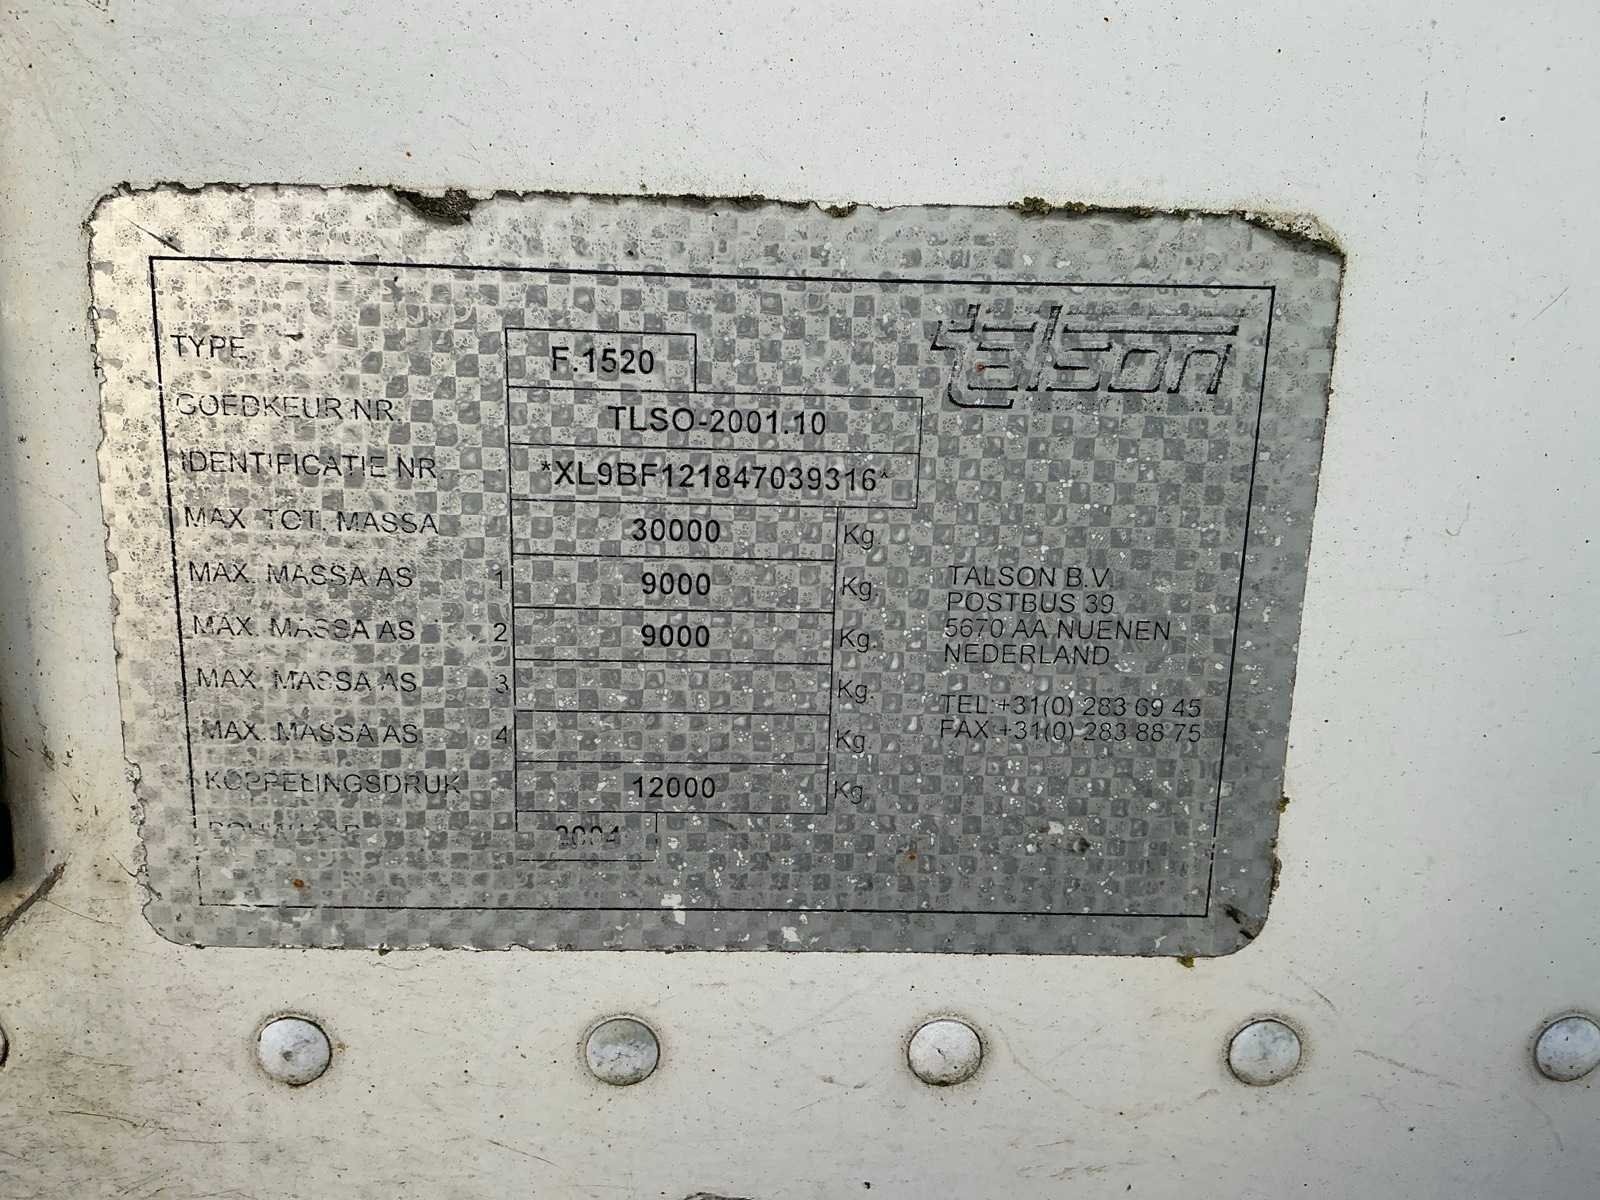 talson
TYPE F.1520
GOEDKEUR NR. TLSO-2001.10
IDENTIFICATIE NR. *XL9BF121847039316*
MAX. TOT. MASSA 30000 Kg.
MAX. MASSA AS 1 9000 Kg.
MAX. MASSA AS 2 9000 Kg.
MAX. MASSA AS 3 Kg.
MAX. MASSA AS 4 Kg.
KOPPELINGSDRUK 12000 Kg.
BOUWJAAR 2004
TALSON B.V.
POSTBUS 39
5670 AA NUENEN
NEDERLAND
TEL:+31(0) 283 69 45
FAX:+31(0) 283 88 75